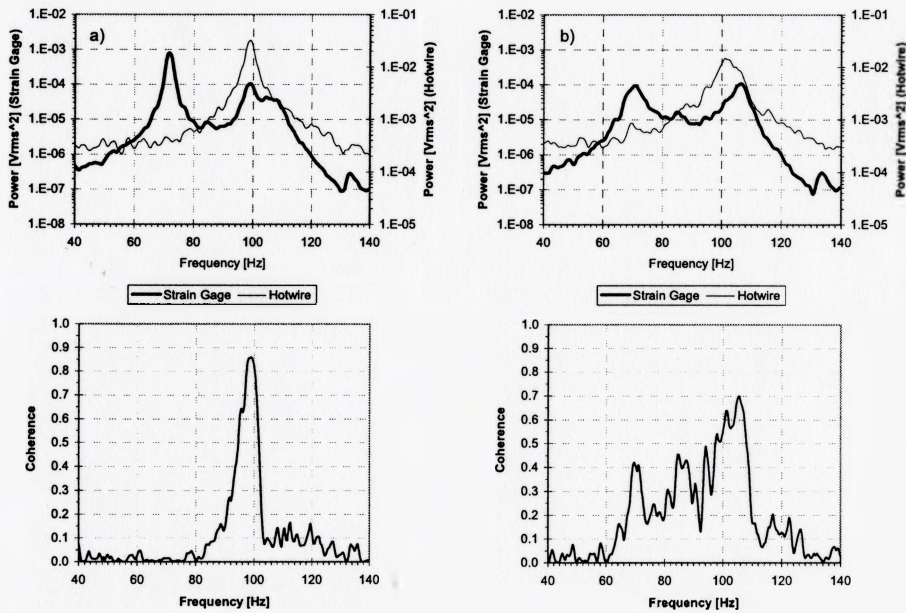 a)
Power [Vrms^2] (Strain Gage)
1.E-02
1.E-03
1.E-04
1.E-05
1.E-06
1.E-07
1.E-08
1.E-01
1.E-02
1.E-03
1.E-04
1.E-05
Power [Vrms^2] (Hotwire)
40 60 80 100 120 140
Frequency [Hz]
Strain Gage Hotwire
b)
Power [Vrms^2] (Strain Gage)
1.E-02
1.E-03
1.E-04
1.E-05
1.E-06
1.E-07
1.E-08
1.E-01
1.E-02
1.E-03
1.E-04
1.E-05
Power [Vrms^2] (Hotwire)
40 60 80 100 120 140
Frequency [Hz]
Strain Gage Hotwire
Coherence
1.0
0.9
0.8
0.7
0.6
0.5
0.4
0.3
0.2
0.1
0.0
40 60 80 100 120 140
Frequency [Hz]
Coherence
1.0
0.9
0.8
0.7
0.6
0.5
0.4
0.3
0.2
0.1
0.0
40 60 80 100 120 140
Frequency [Hz]